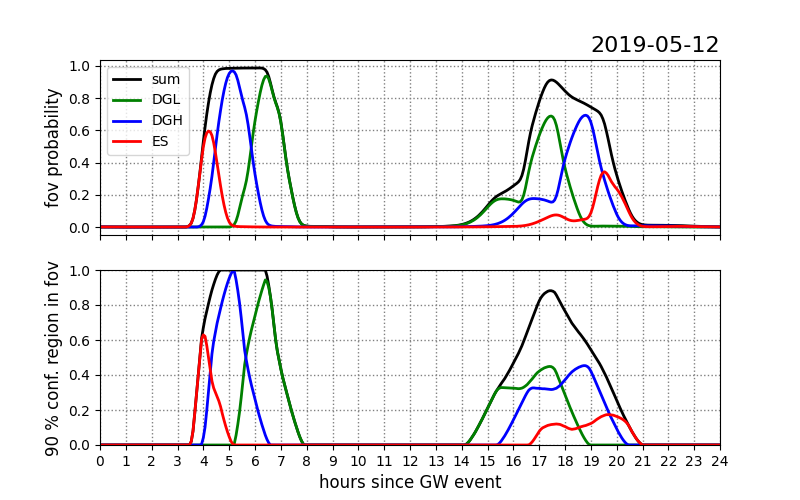 2019-05-12
fov probability
1.0
0.8
0.6
0.4
0.2
0.0
sum
DGL
DGH
ES
90 % conf. region in fov
1.0
0.8
0.6
0.4
0.2
0.0
0 1 2 3 4 5 6 7 8 9 10 11 12 13 14 15 16 17 18 19 20 21 22 23 24
hours since GW event